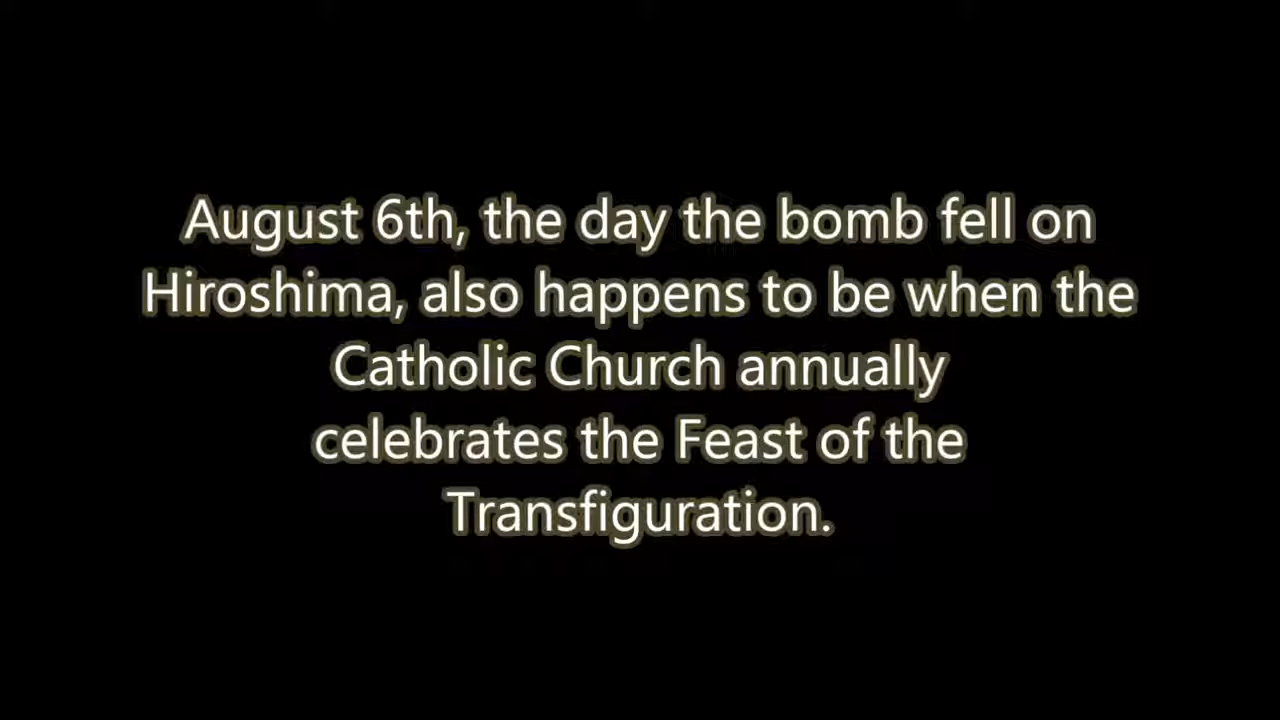 August 6th, the day the bomb fell on
Hiroshima, also happens to be when the
Catholic Church annually
celebrates the Feast of the
Transfiguration.